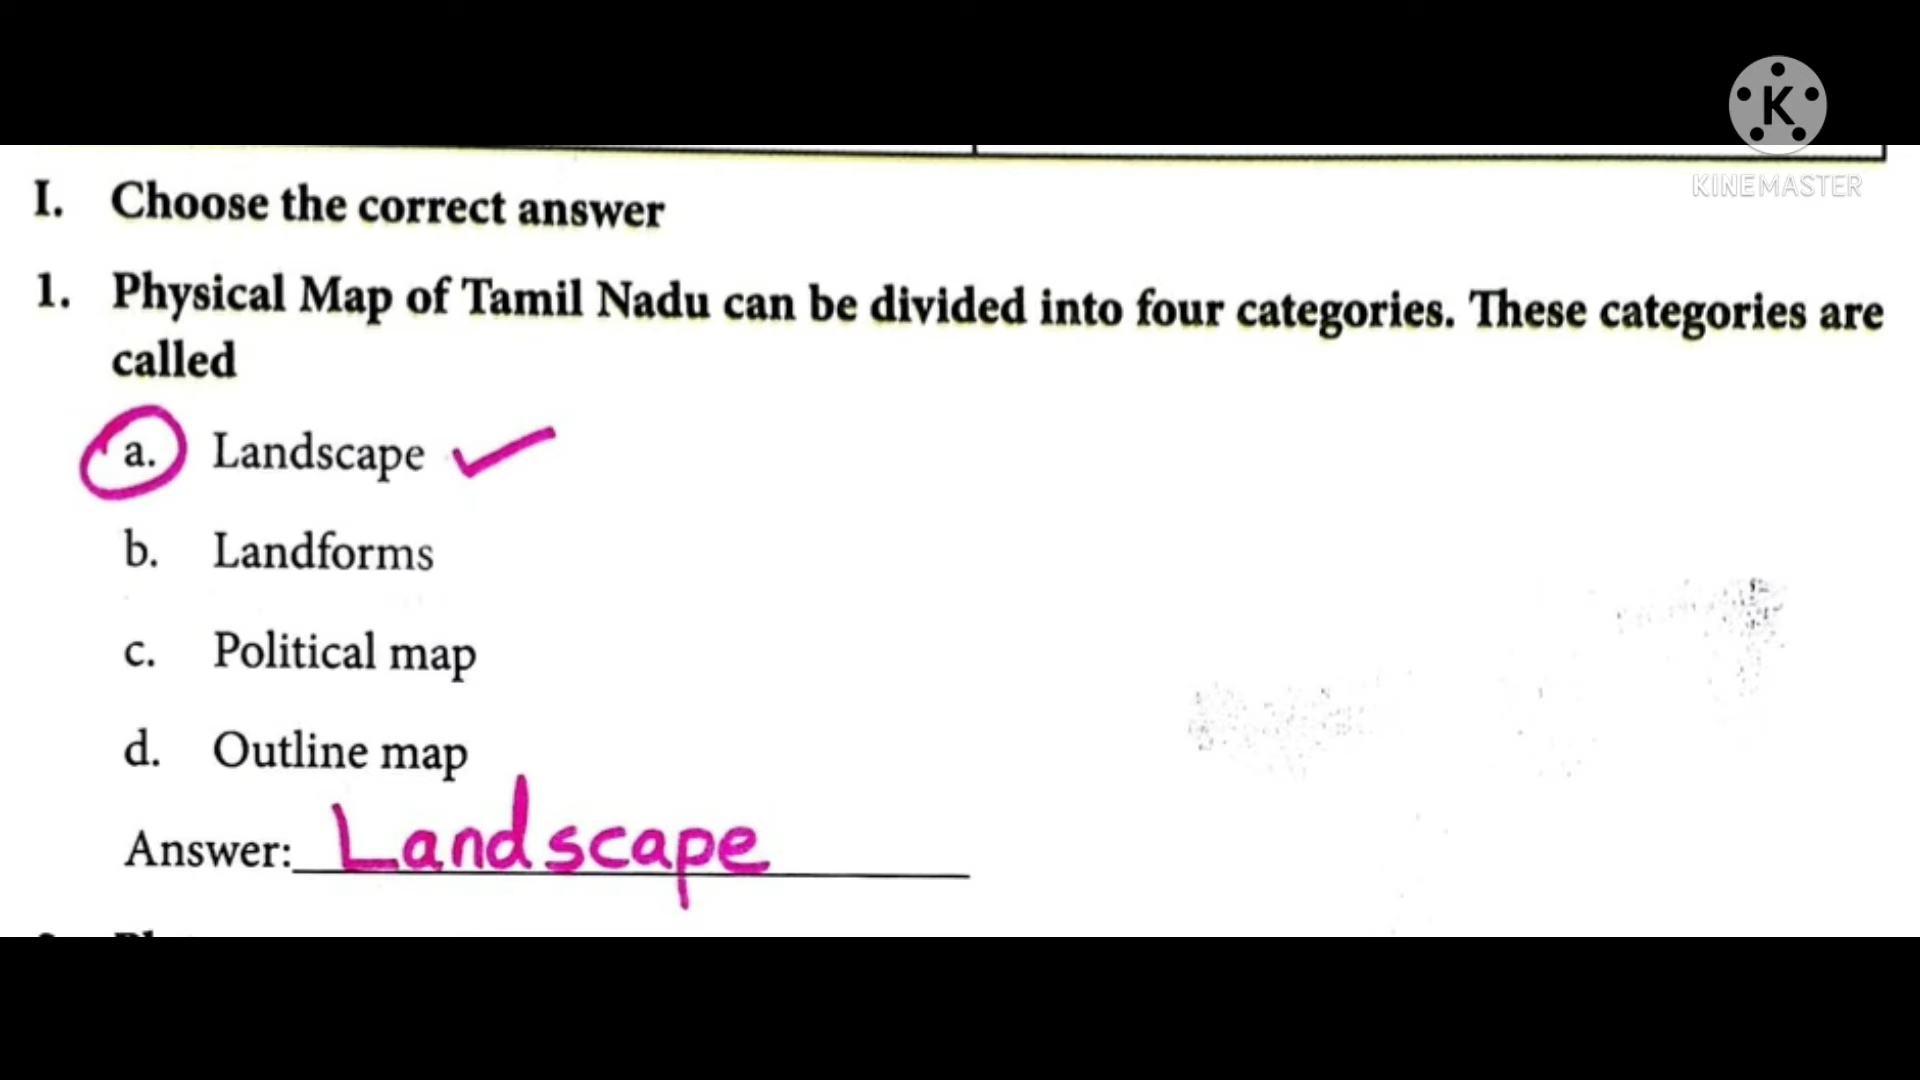 K
KINEMASTER
I. Choose the correct answer
1. Physical Map of Tamil Nadu can be divided into four categories. These categories are
called
a. Landscape
b. Landforms
c. Political map
d. Outline map
Answer: Landscape